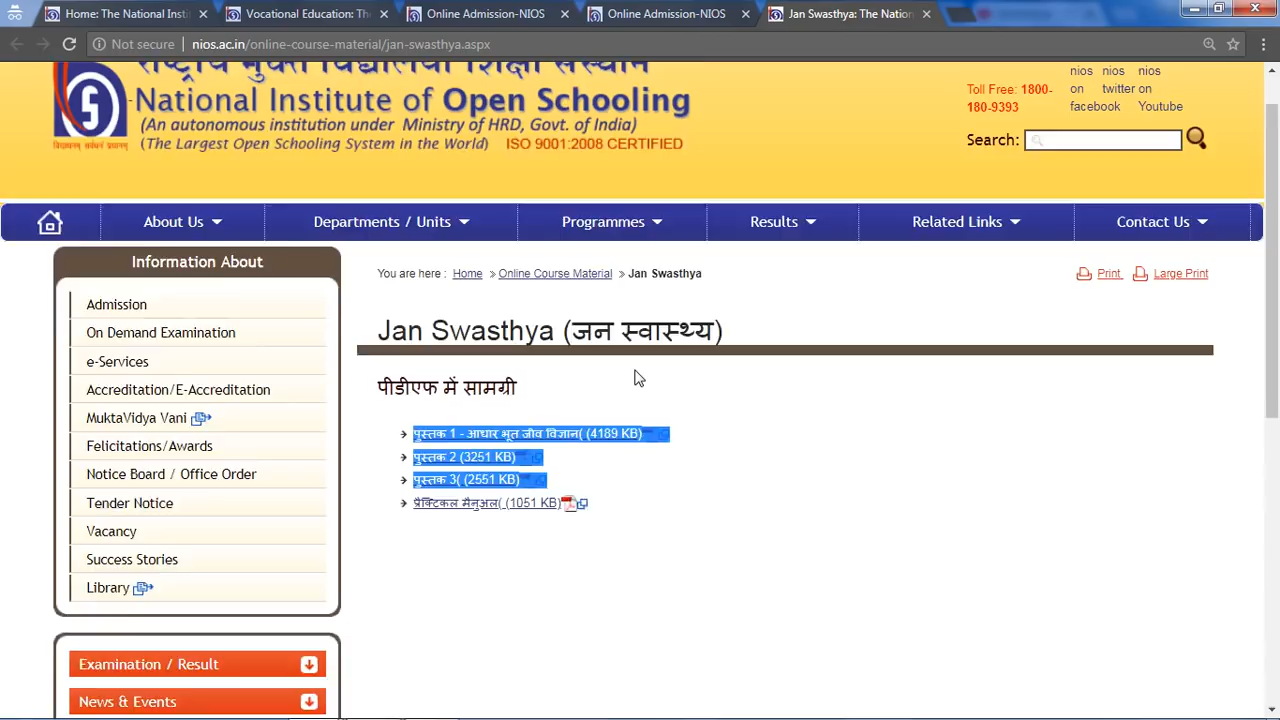 Home: The National Inst
Vocational Education: The
Online Admission-NIOS
Online Admission-NIOS
Jan Swasthya: The Nation
Not secure
nios.ac.in/online-course-material/jan-swasthya.aspx
राष्ट्रीय मुक्त विद्यालयी शिक्षा संस्थान
National Institute of Open Schooling
(An autonomous institution under Ministry of HRD, Govt. of India)
(The Largest Open Schooling System in the World) ISO 9001:2008 CERTIFIED
Toll Free: 1800-
180-9393
nios on facebook
nios twitter
nios on Youtube
Search:
About Us
Departments / Units
Programmes
Results
Related Links
Contact Us
Information About
Admission
On Demand Examination
e-Services
Accreditation/E-Accreditation
MuktaVidya Vani
Felicitations/Awards
Notice Board / Office Order
Tender Notice
Vacancy
Success Stories
Library
Examination / Result
News & Events
You are here : Home » Online Course Material » Jan Swasthya
Print
Large Print
Jan Swasthya (जन स्वास्थ्य)
पीडीएफ में सामग्री
पुस्तक 1 - आधार भूत जीव विज्ञान( (4189 KB)
पुस्तक 2 (3251 KB)
पुस्तक 3( (2551 KB)
प्रैक्टिकल मैनुअल( (1051 KB)